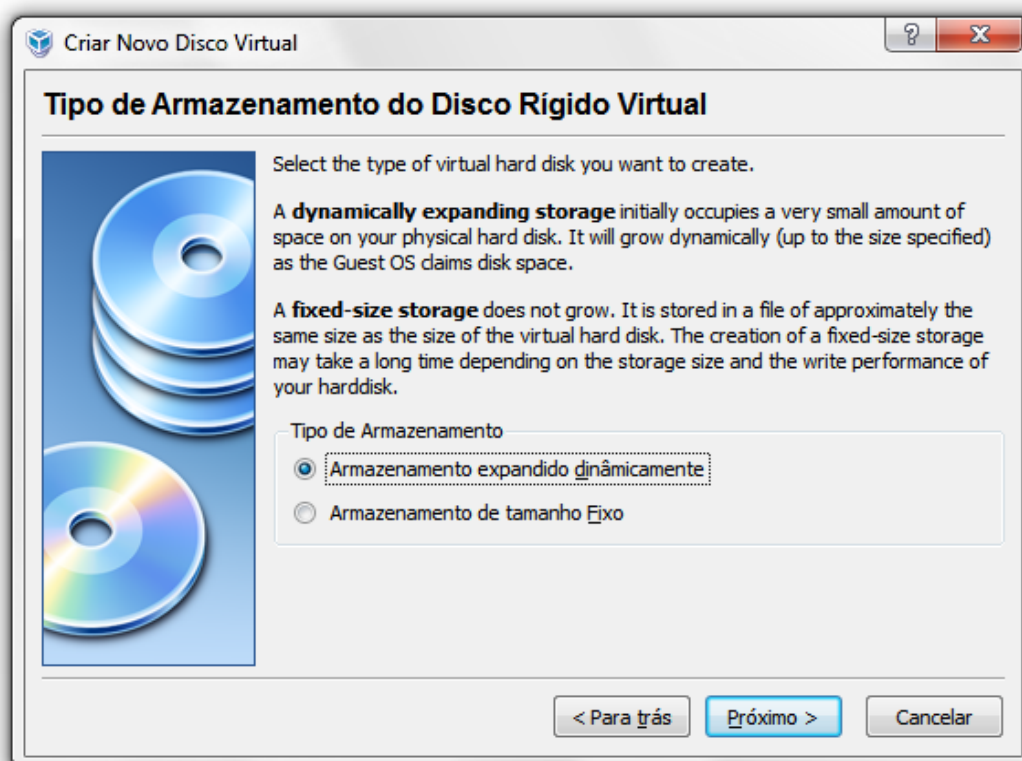 Criar Novo Disco Virtual
Tipo de Armazenamento do Disco Rígido Virtual
Select the type of virtual hard disk you want to create.
A dynamically expanding storage initially occupies a very small amount of
space on your physical hard disk. It will grow dynamically (up to the size specified)
as the Guest OS claims disk space.
A fixed-size storage does not grow. It is stored in a file of approximately the
same size as the size of the virtual hard disk. The creation of a fixed-size storage
may take a long time depending on the storage size and the write performance of
your harddisk.
Tipo de Armazenamento
Armazenamento expandido dinâmicamente
Armazenamento de tamanho Fixo
< Para trás Próximo > Cancelar